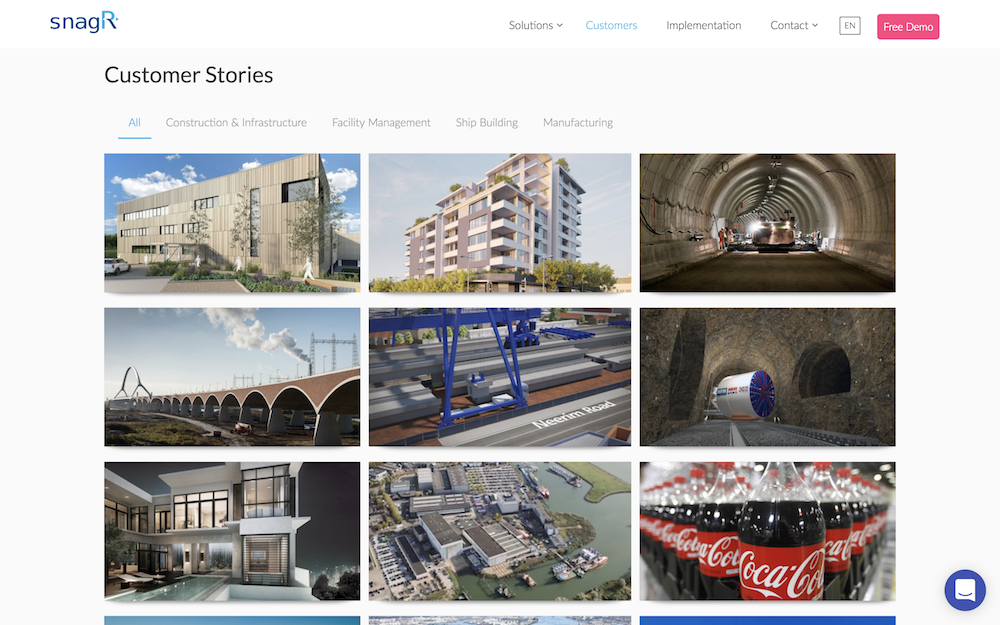 snagR
Solutions Customers Implementation Contact EN Free Demo
Customer Stories
All Construction & Infrastructure Facility Management Ship Building Manufacturing
Neerim Road
Coca-Cola